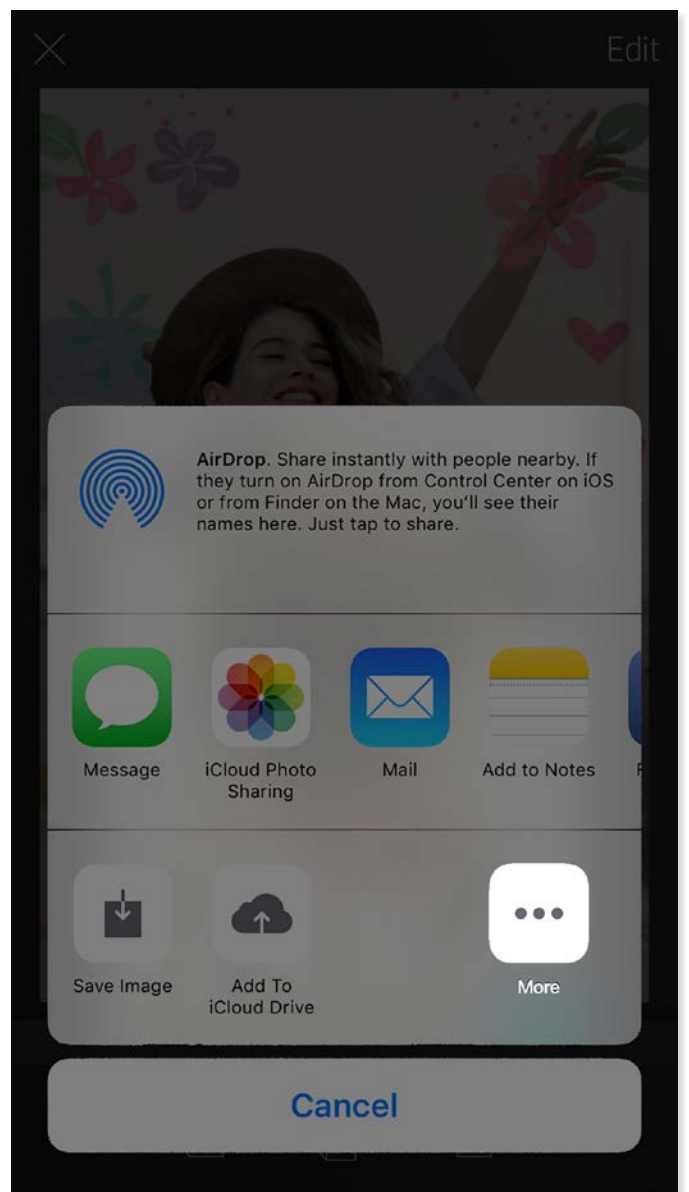 Edit
AirDrop. Share instantly with people nearby. If
they turn on AirDrop from Control Center on iOS
or from Finder on the Mac, you'll see their
names here. Just tap to share.
Message
iCloud Photo
Sharing
Mail
Add to Notes
Save Image
Add To
iCloud Drive
More
Cancel